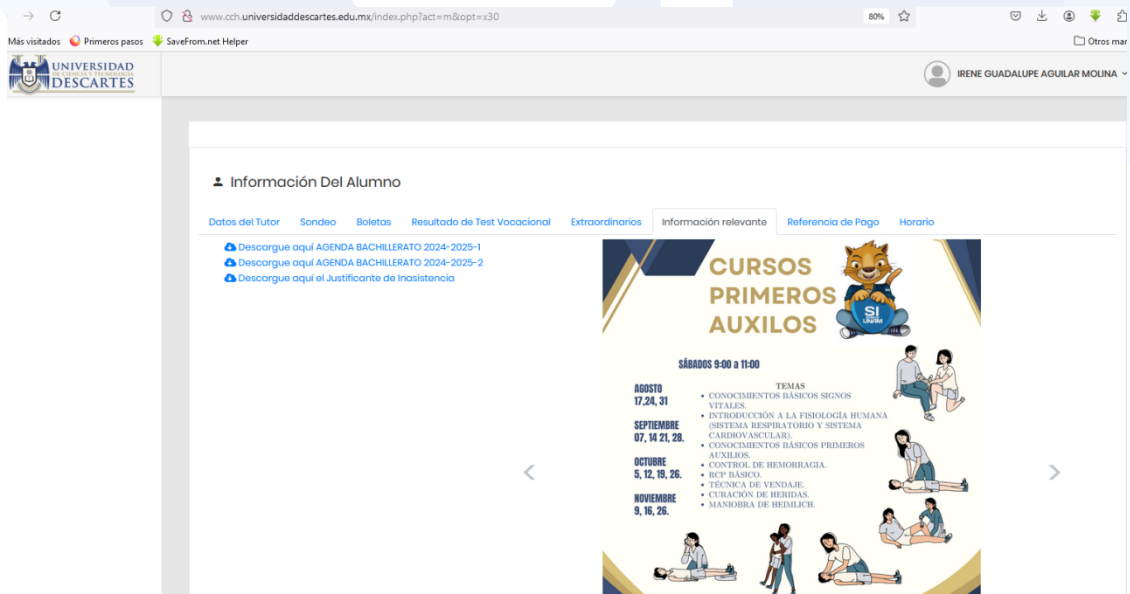 www.cch.universidaddescartes.edu.mx/index.php?act=m&opt=x30
80%
Más visitados
Primeros pasos
SaveFrom.net Helper
Otros mar
UNIVERSIDAD
DE CIENCIA Y TECNOLOGÍA
DESCARTES
IRENE GUADALUPE AGUILAR MOLINA
Información Del Alumno
Datos del Tutor
Sondeo
Boletas
Resultado de Test Vocacional
Extraordinarios
Información relevante
Referencia de Pago
Horario
Descargue aquí AGENDA BACHILLERATO 2024-2025-1
Descargue aquí AGENDA BACHILLERATO 2024-2025-2
Descargue aquí el Justificante de Inasistencia
CURSOS
PRIMEROS
AUXILOS
SI
UNAM
SÁBADOS 9:00 a 11:00
AGOSTO
17,24, 31
SEPTIEMBRE
07, 14 21, 28.
OCTUBRE
5, 12, 19, 26.
NOVIEMBRE
9, 16, 26.
TEMAS
• CONOCIMIENTOS BÁSICOS SIGNOS
VITALES.
• INTRODUCCIÓN A LA FISIOLOGÍA HUMANA
(SISTEMA RESPIRATORIO Y SISTEMA
CARDIOVASCULAR).
• CONOCIMIENTOS BÁSICOS PRIMEROS
AUXILIOS.
• CONTROL DE HEMORRAGIA.
• RCP BÁSICO.
• TÉCNICA DE VENDAJE.
• CURACIÓN DE HERIDAS.
• MANIOBRA DE HEIMLICH.